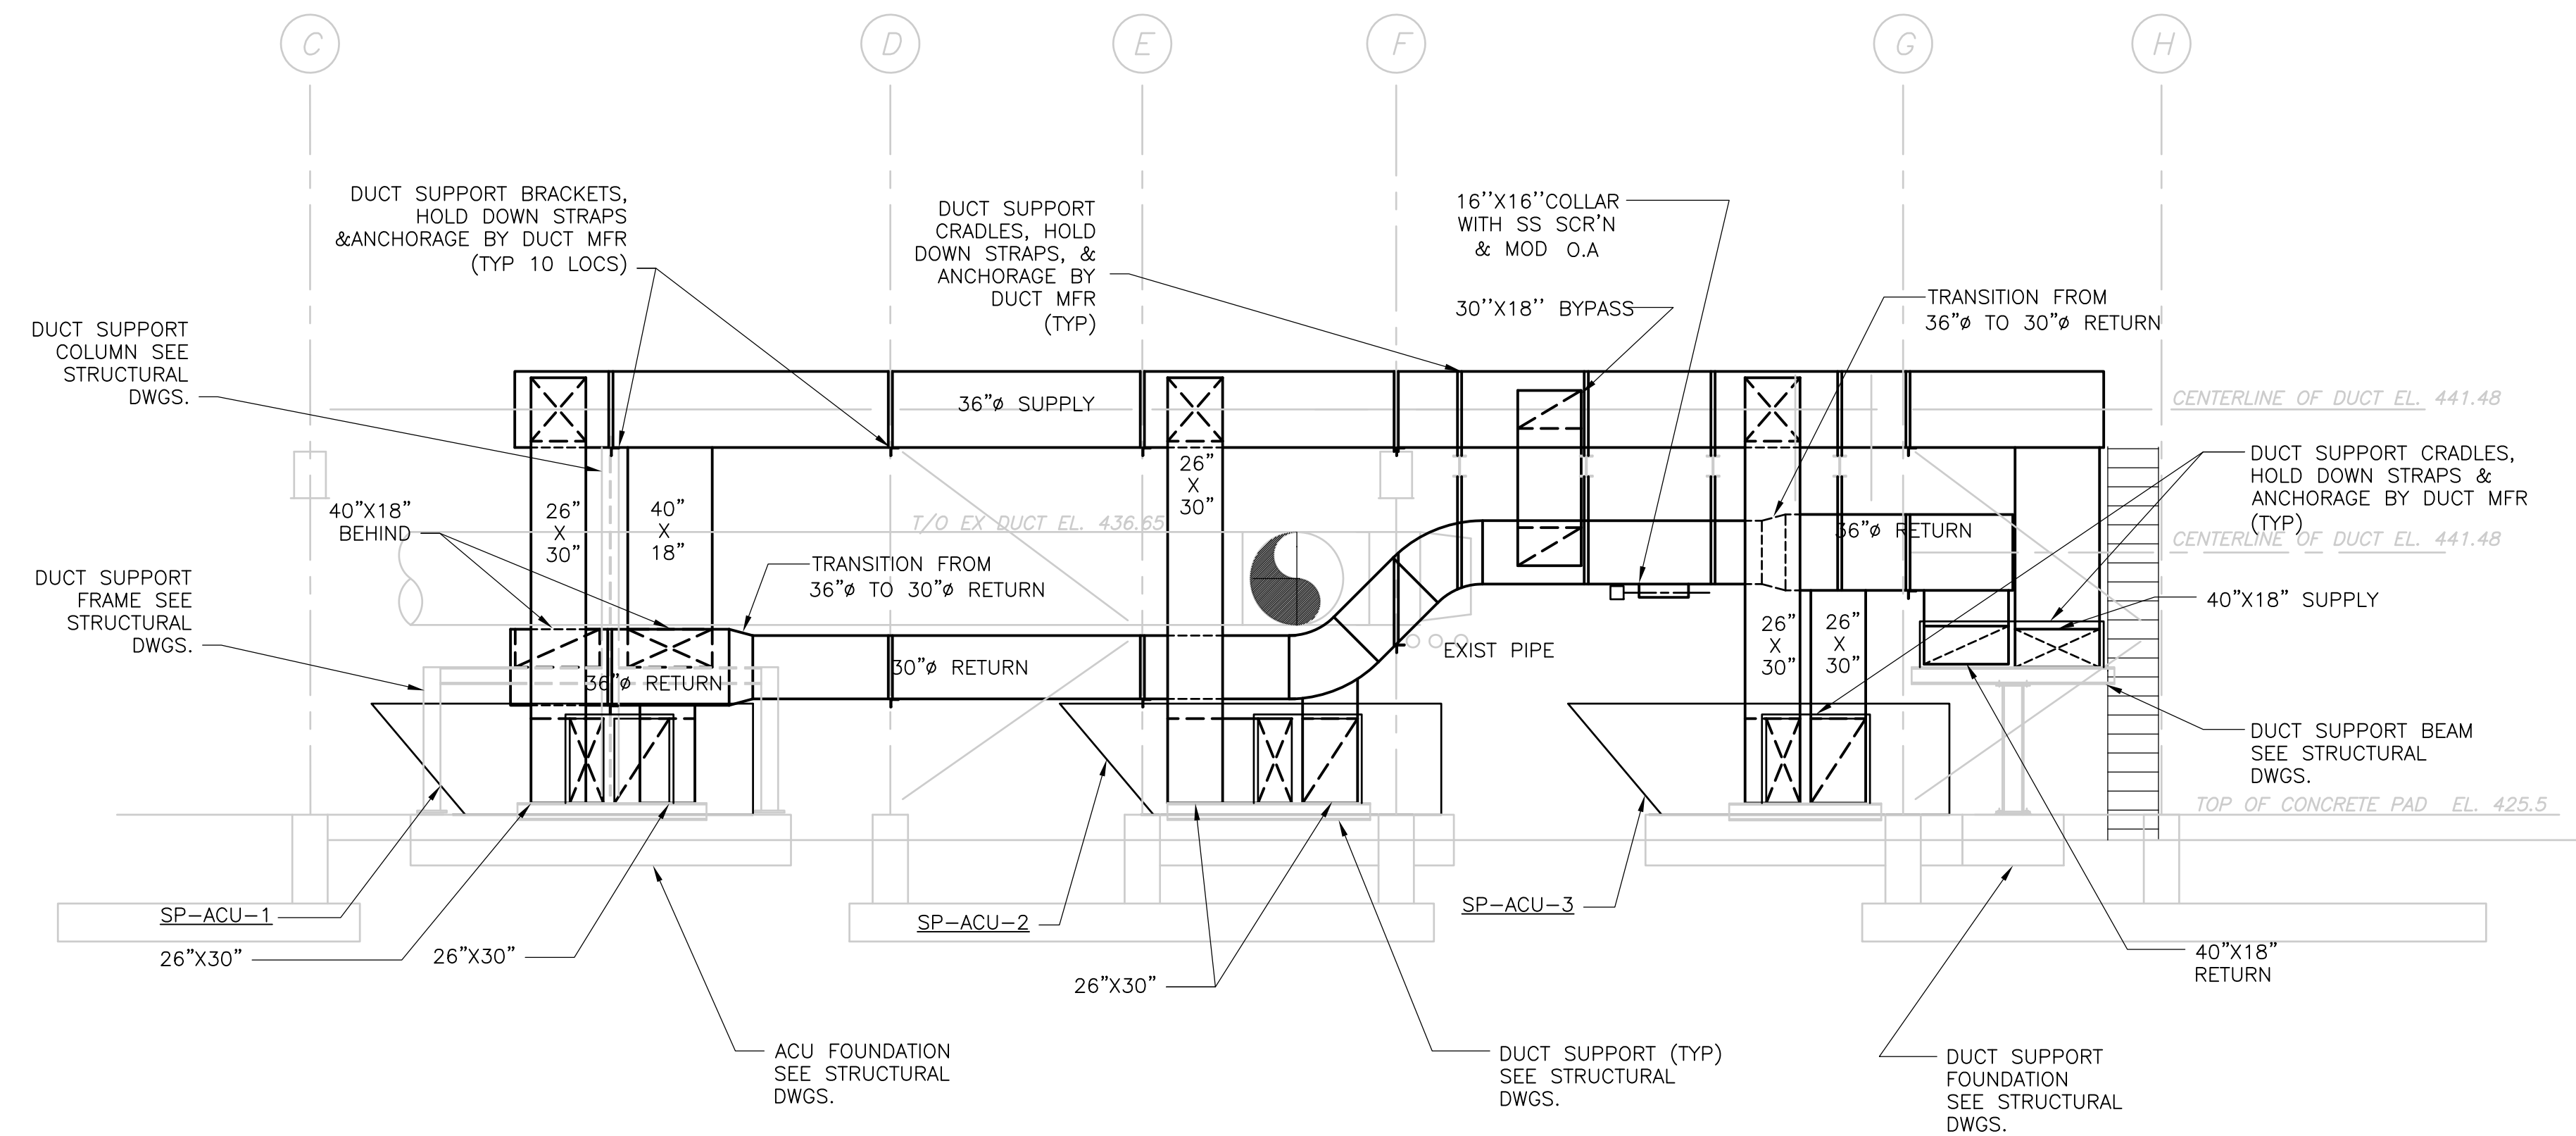 C
D
E
F
G
H
DUCT SUPPORT BRACKETS,
HOLD DOWN STRAPS
&ANCHORAGE BY DUCT MFR
(TYP 10 LOCS)
DUCT SUPPORT
CRADLES, HOLD
DOWN STRAPS, &
ANCHORAGE BY
DUCT MFR
(TYP)
16''X16''COLLAR
WITH SS SCR'N
& MOD O.A
30''X18'' BYPASS
TRANSITION FROM
36"ø TO 30"ø RETURN
DUCT SUPPORT
COLUMN SEE
STRUCTURAL
DWGS.
36"ø SUPPLY
CENTERLINE OF DUCT EL. 441.48
DUCT SUPPORT CRADLES,
HOLD DOWN STRAPS &
ANCHORAGE BY DUCT MFR
(TYP)
40"X18"
BEHIND
26"
X
30"
40"
X
18"
26"
X
30"
T/O EX DUCT EL. 436.65
36"ø RETURN
CENTERLINE OF DUCT EL. 441.48
DUCT SUPPORT
FRAME SEE
STRUCTURAL
DWGS.
TRANSITION FROM
36"ø TO 30"ø RETURN
40"X18" SUPPLY
26"
X
30"
26"
X
30"
EXIST PIPE
30"ø RETURN
36"ø RETURN
DUCT SUPPORT BEAM
SEE STRUCTURAL
DWGS.
TOP OF CONCRETE PAD EL. 425.5
SP-ACU-1
SP-ACU-2
SP-ACU-3
26"X30"
26"X30"
26"X30"
40"X18"
RETURN
ACU FOUNDATION
SEE STRUCTURAL
DWGS.
DUCT SUPPORT (TYP)
SEE STRUCTURAL
DWGS.
DUCT SUPPORT
FOUNDATION
SEE STRUCTURAL
DWGS.